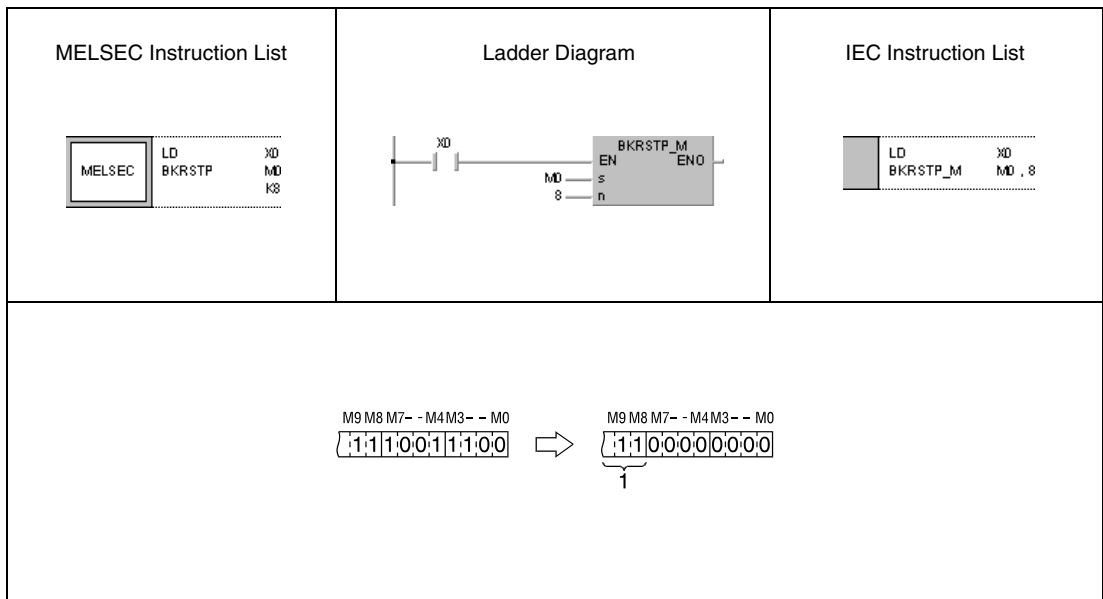 MELSEC Instruction List
MELSEC
LD X0
BKRSTP M0
K8
Ladder Diagram
X0
BKRSTP_M
EN ENO
M0 s
8 n
IEC Instruction List
LD X0
BKRSTP_M M0 , 8
M9 M8 M7- - M4 M3- - M0
1 1 1 0 0 1 1 1 0 0
M9 M8 M7- - M4 M3- - M0
1 1 0 0 0 0 0 0 0 0
1